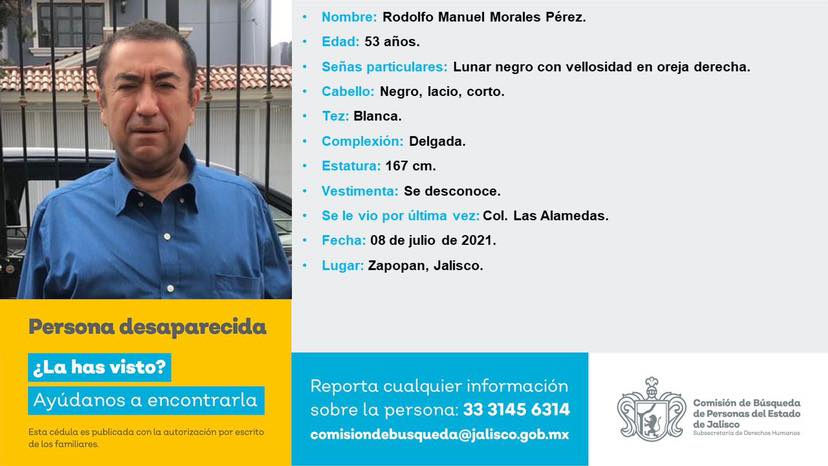 • Nombre: Rodolfo Manuel Morales Pérez.
• Edad: 53 años.
• Señas particulares: Lunar negro con vellosidad en oreja derecha.
• Cabello: Negro, lacio, corto.
• Tez: Blanca.
• Complexión: Delgada.
• Estatura: 167 cm.
• Vestimenta: Se desconoce.
• Se le vio por última vez: Col. Las Alamedas.
• Fecha: 08 de julio de 2021.
• Lugar: Zapopan, Jalisco.
Persona desaparecida
¿La has visto?
Ayúdanos a encontrarla
Esta cédula es publicada con la autorización por escrito
de los familiares.
Reporta cualquier información
sobre la persona: 33 3145 6314
comisiondebusqueda@jalisco.gob.mx
Comisión de Búsqueda
de Personas del Estado
de Jalisco
Subsecretaría de Derechos Humanos